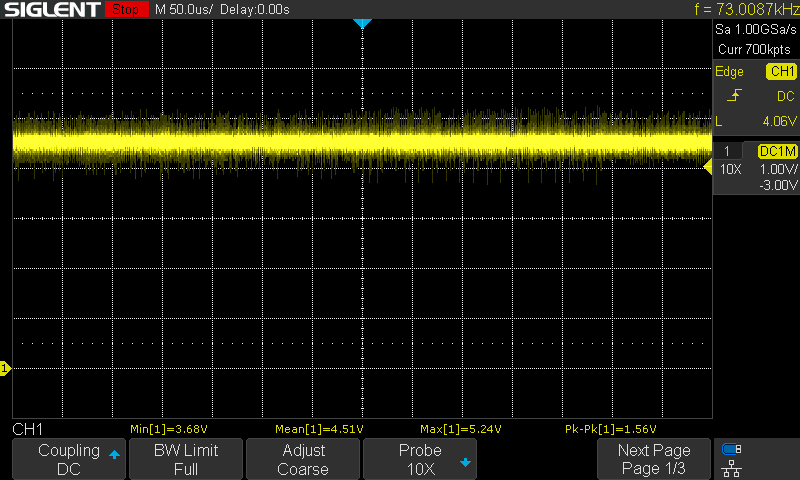 SIGLENT Stop M 50.0us/ Delay:0.00s f = 73.0087kHz
Sa 1.00GSa/s
Curr 700kpts
Edge CH1
DC
L 4.06V
1 DC1M
10X 1.00V/
-3.00V
1
CH1 Min[1]=3.68V Mean[1]=4.51V Max[1]=5.24V Pk-Pk[1]=1.56V
Coupling BW Limit Adjust Probe Next Page
DC Full Coarse 10X Page 1/3